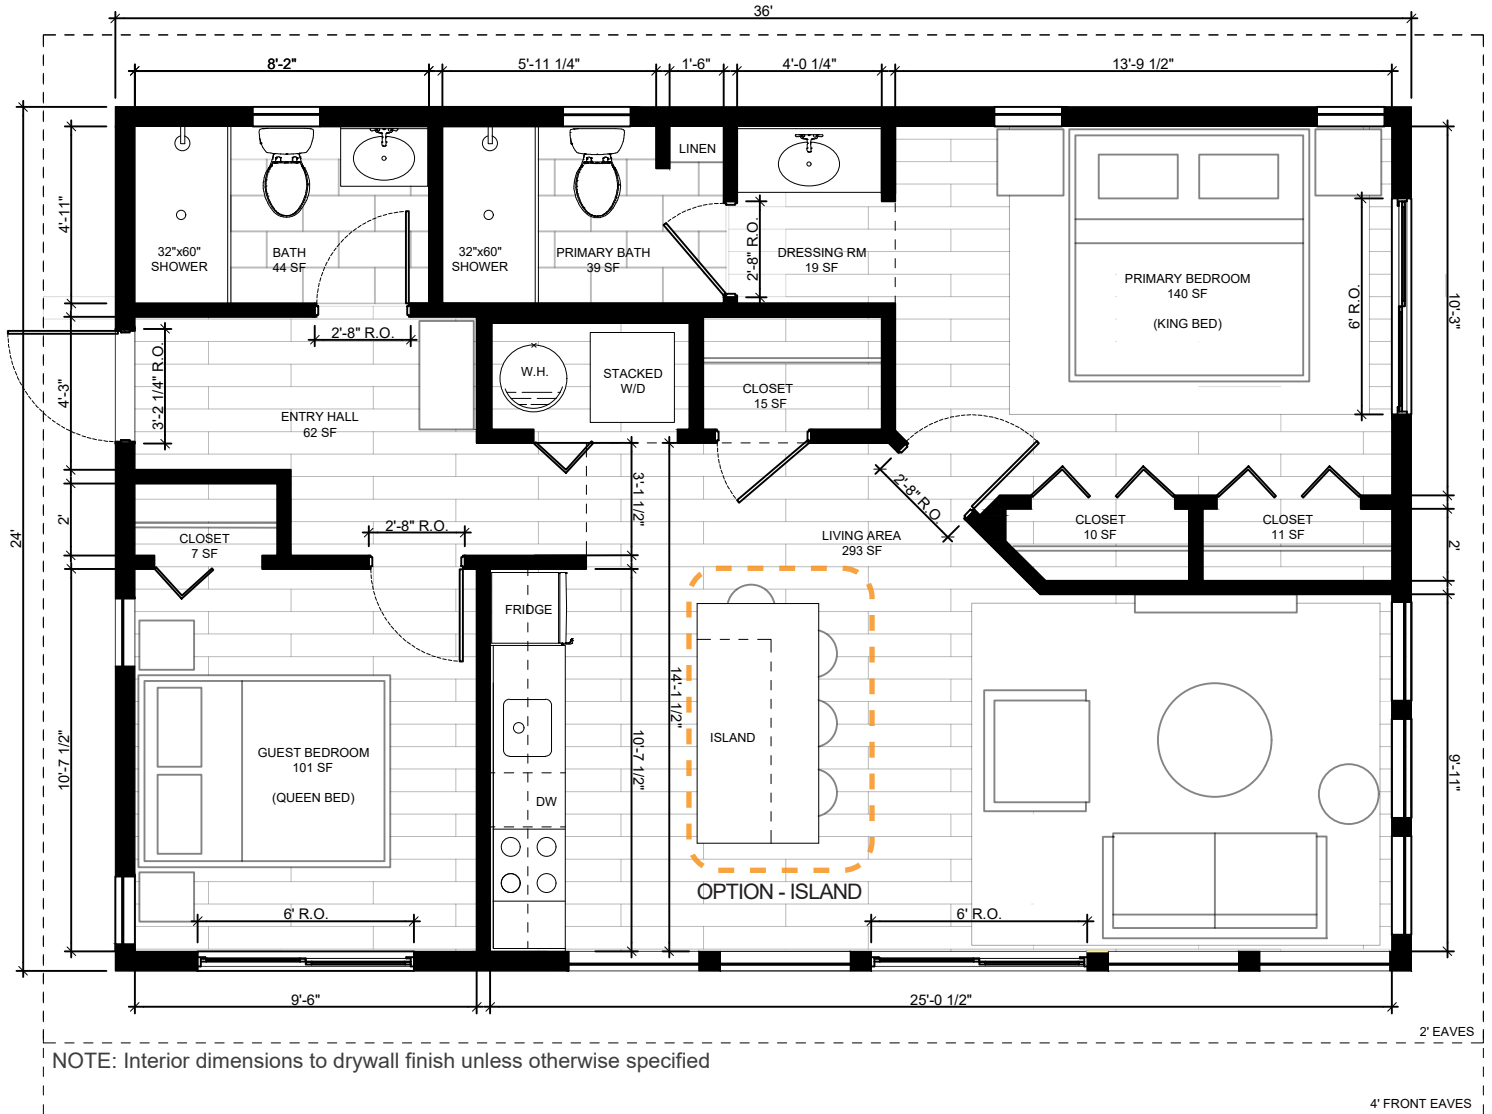 36'
8'-2"
5'-11 1/4"
1'-6"
4'-0 1/4"
13'-9 1/2"
LINEN
4'-11"
32"x60"
SHOWER
BATH
44 SF
32"x60"
SHOWER
PRIMARY BATH
39 SF
2'-8" R.O.
DRESSING RM
19 SF
PRIMARY BEDROOM
140 SF
(KING BED)
6' R.O.
10'-3"
2'-8" R.O.
3'-2 1/4" R.O.
4'-3"
W.H.
STACKED
W/D
CLOSET
15 SF
ENTRY HALL
62 SF
3'-1 1/2"
2'-8" R.O.
24'
2'
CLOSET
7 SF
2'-8" R.O.
LIVING AREA
293 SF
CLOSET
10 SF
CLOSET
11 SF
2'
FRIDGE
14'-1 1/2"
10'-7 1/2"
GUEST BEDROOM
101 SF
(QUEEN BED)
10'-7 1/2"
ISLAND
DW
9'-11"
OPTION - ISLAND
6' R.O.
6' R.O.
9'-6"
25'-0 1/2"
2' EAVES
NOTE: Interior dimensions to drywall finish unless otherwise specified
4' FRONT EAVES